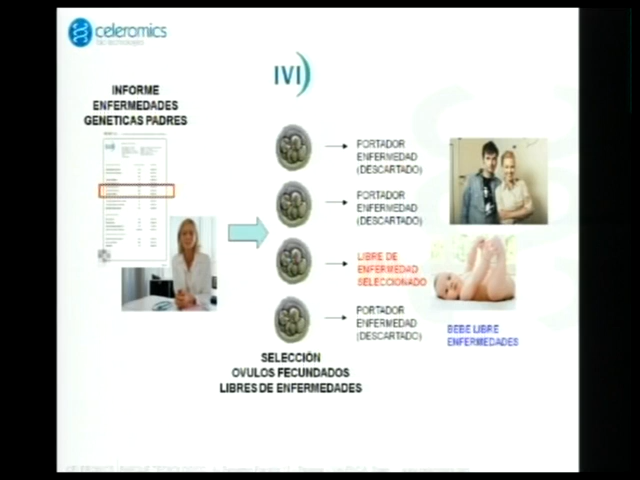 celeromics
INFORME
ENFERMEDADES
GENETICAS PADRES
IVI
PORTADOR
ENFERMEDAD
(DESCARTADO)
PORTADOR
ENFERMEDAD
(DESCARTADO)
LIBRE DE
ENFERMEDAD
SELECCIONADO
PORTADOR
ENFERMEDAD
(DESCARTADO)
BEBE LIBRE
ENFERMEDADES
SELECCIÓN
OVULOS FECUNDADOS
LIBRES DE ENFERMEDADES